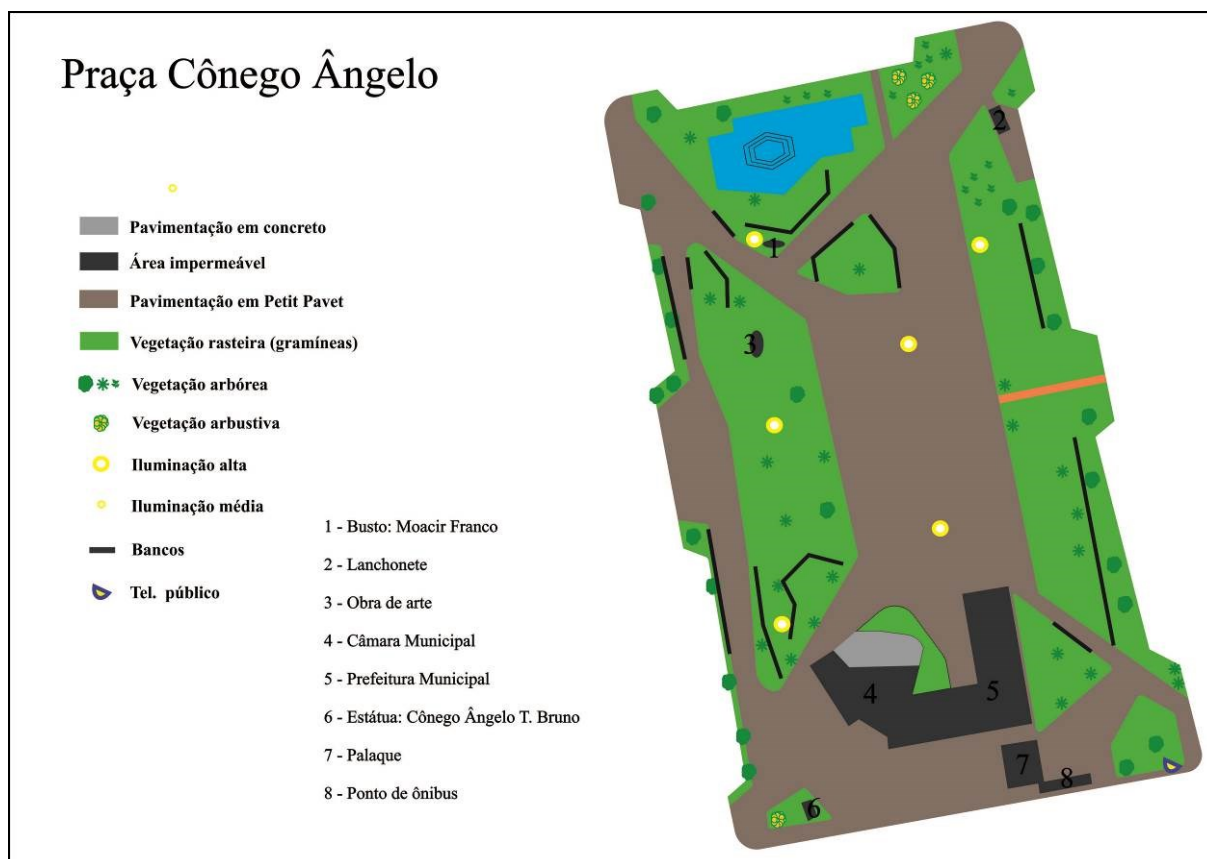 Praça Cônego Ângelo
Pavimentação em concreto
Área impermeável
Pavimentação em Petit Pavet
Vegetação rasteira (gramíneas)
Vegetação arbórea
Vegetação arbustiva
Iluminação alta
Iluminação média
Bancos
Tel. público
1 - Busto: Moacir Franco
2 - Lanchonete
3 - Obra de arte
4 - Câmara Municipal
5 - Prefeitura Municipal
6 - Estátua: Cônego Ângelo T. Bruno
7 - Palaque
8 - Ponto de ônibus
2
1
3
4
5
7
8
6